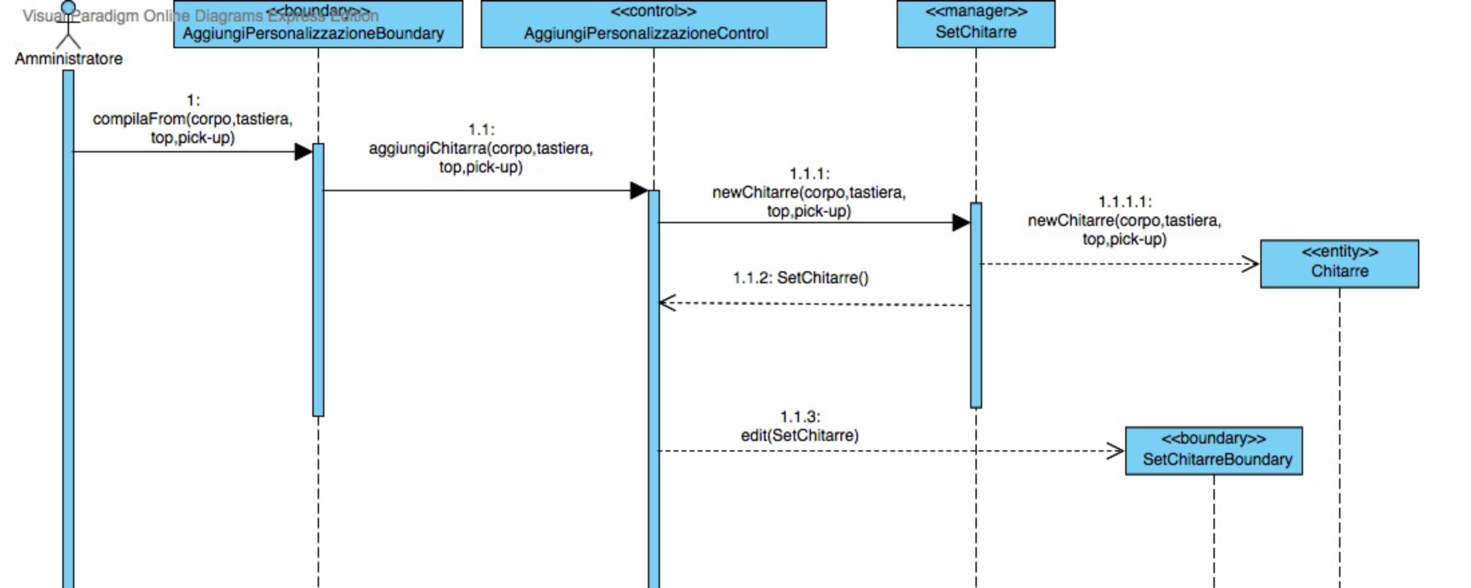 Visual Paradigm Online Diagrams Express Edition
Amministratore
<<boundary>>
AggiungiPersonalizzazioneBoundary
<<control>>
AggiungiPersonalizzazioneControl
<<manager>>
SetChitarre
1:
compilaFrom(corpo,tastiera,
top,pick-up)
1.1:
aggiungiChitarra(corpo,tastiera,
top,pick-up)
1.1.1:
newChitarre(corpo,tastiera,
top,pick-up)
1.1.1.1:
newChitarre(corpo,tastiera,
top,pick-up)
<<entity>>
Chitarre
1.1.2: SetChitarre()
1.1.3:
edit(SetChitarre)
<<boundary>>
SetChitarreBoundary